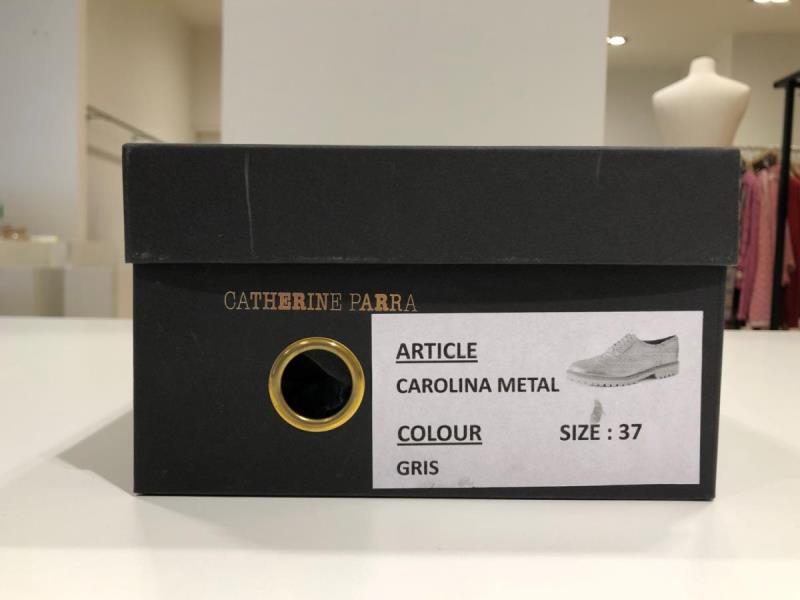 CATHERINE PARRA
ARTICLE
CAROLINA METAL
COLOUR SIZE : 37
GRIS